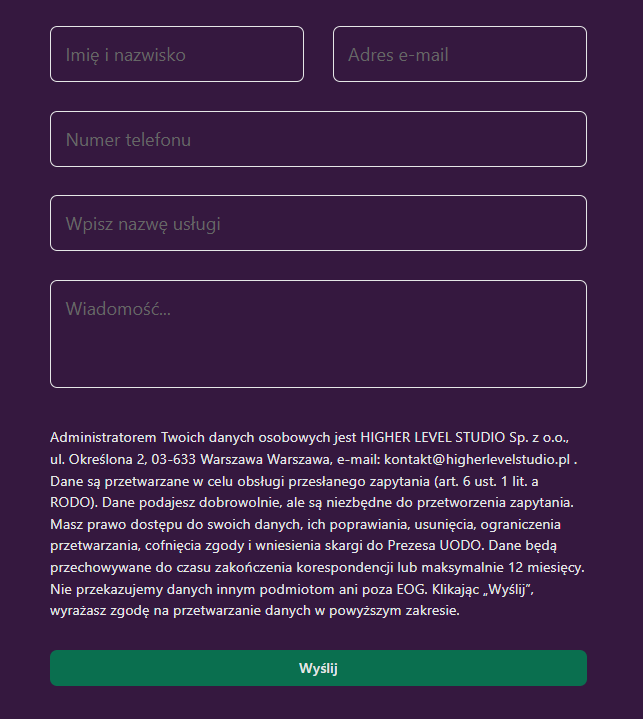 Imię i nazwisko
Adres e-mail
Numer telefonu
Wpisz nazwę usługi
Wiadomość...
Administratorem Twoich danych osobowych jest HIGHER LEVEL STUDIO Sp. z o.o.,
ul. Określona 2, 03-633 Warszawa Warszawa, e-mail: kontakt@higherlevelstudio.pl .
Dane są przetwarzane w celu obsługi przesłanego zapytania (art. 6 ust. 1 lit. a
RODO). Dane podajesz dobrowolnie, ale są niezbędne do przetworzenia zapytania.
Masz prawo dostępu do swoich danych, ich poprawiania, usunięcia, ograniczenia
przetwarzania, cofnięcia zgody i wniesienia skargi do Prezesa UODO. Dane będą
przechowywane do czasu zakończenia korespondencji lub maksymalnie 12 miesięcy.
Nie przekazujemy danych innym podmiotom ani poza EOG. Klikając „Wyślij”,
wyrażasz zgodę na przetwarzanie danych w powyższym zakresie.
Wyślij